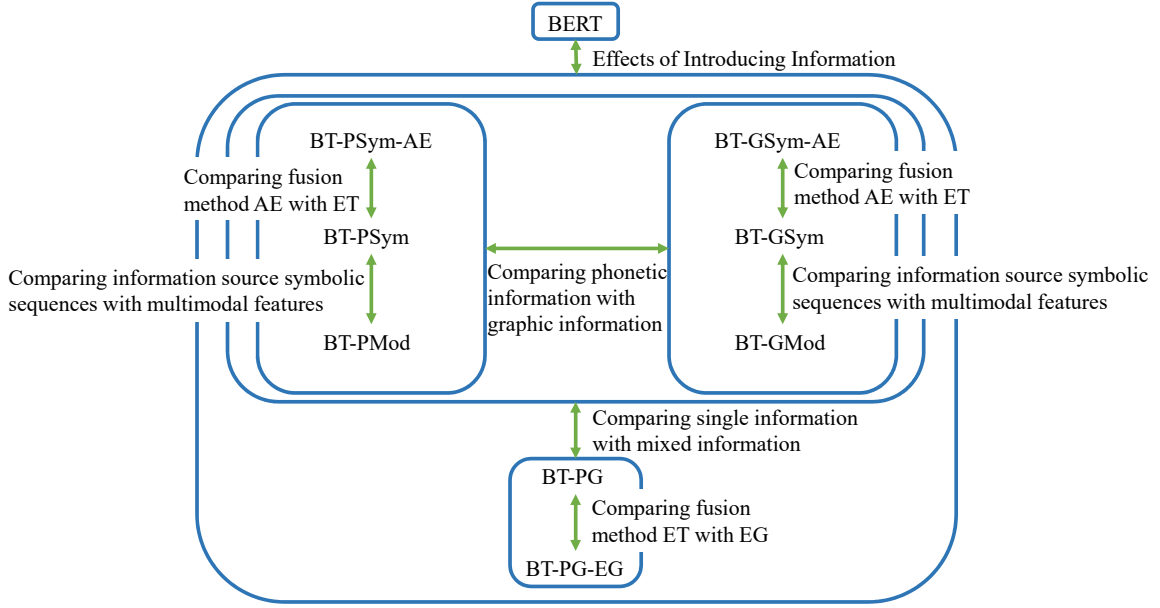 BERT
Effects of Introducing Information
BT-PSym-AE
Comparing fusion
method AE with ET
BT-PSym
Comparing information source symbolic
sequences with multimodal features
BT-PMod
Comparing phonetic
information with
graphic information
BT-GSym-AE
Comparing fusion
method AE with ET
BT-GSym
Comparing information source symbolic
sequences with multimodal features
BT-GMod
Comparing single information
with mixed information
BT-PG
Comparing fusion
method ET with EG
BT-PG-EG